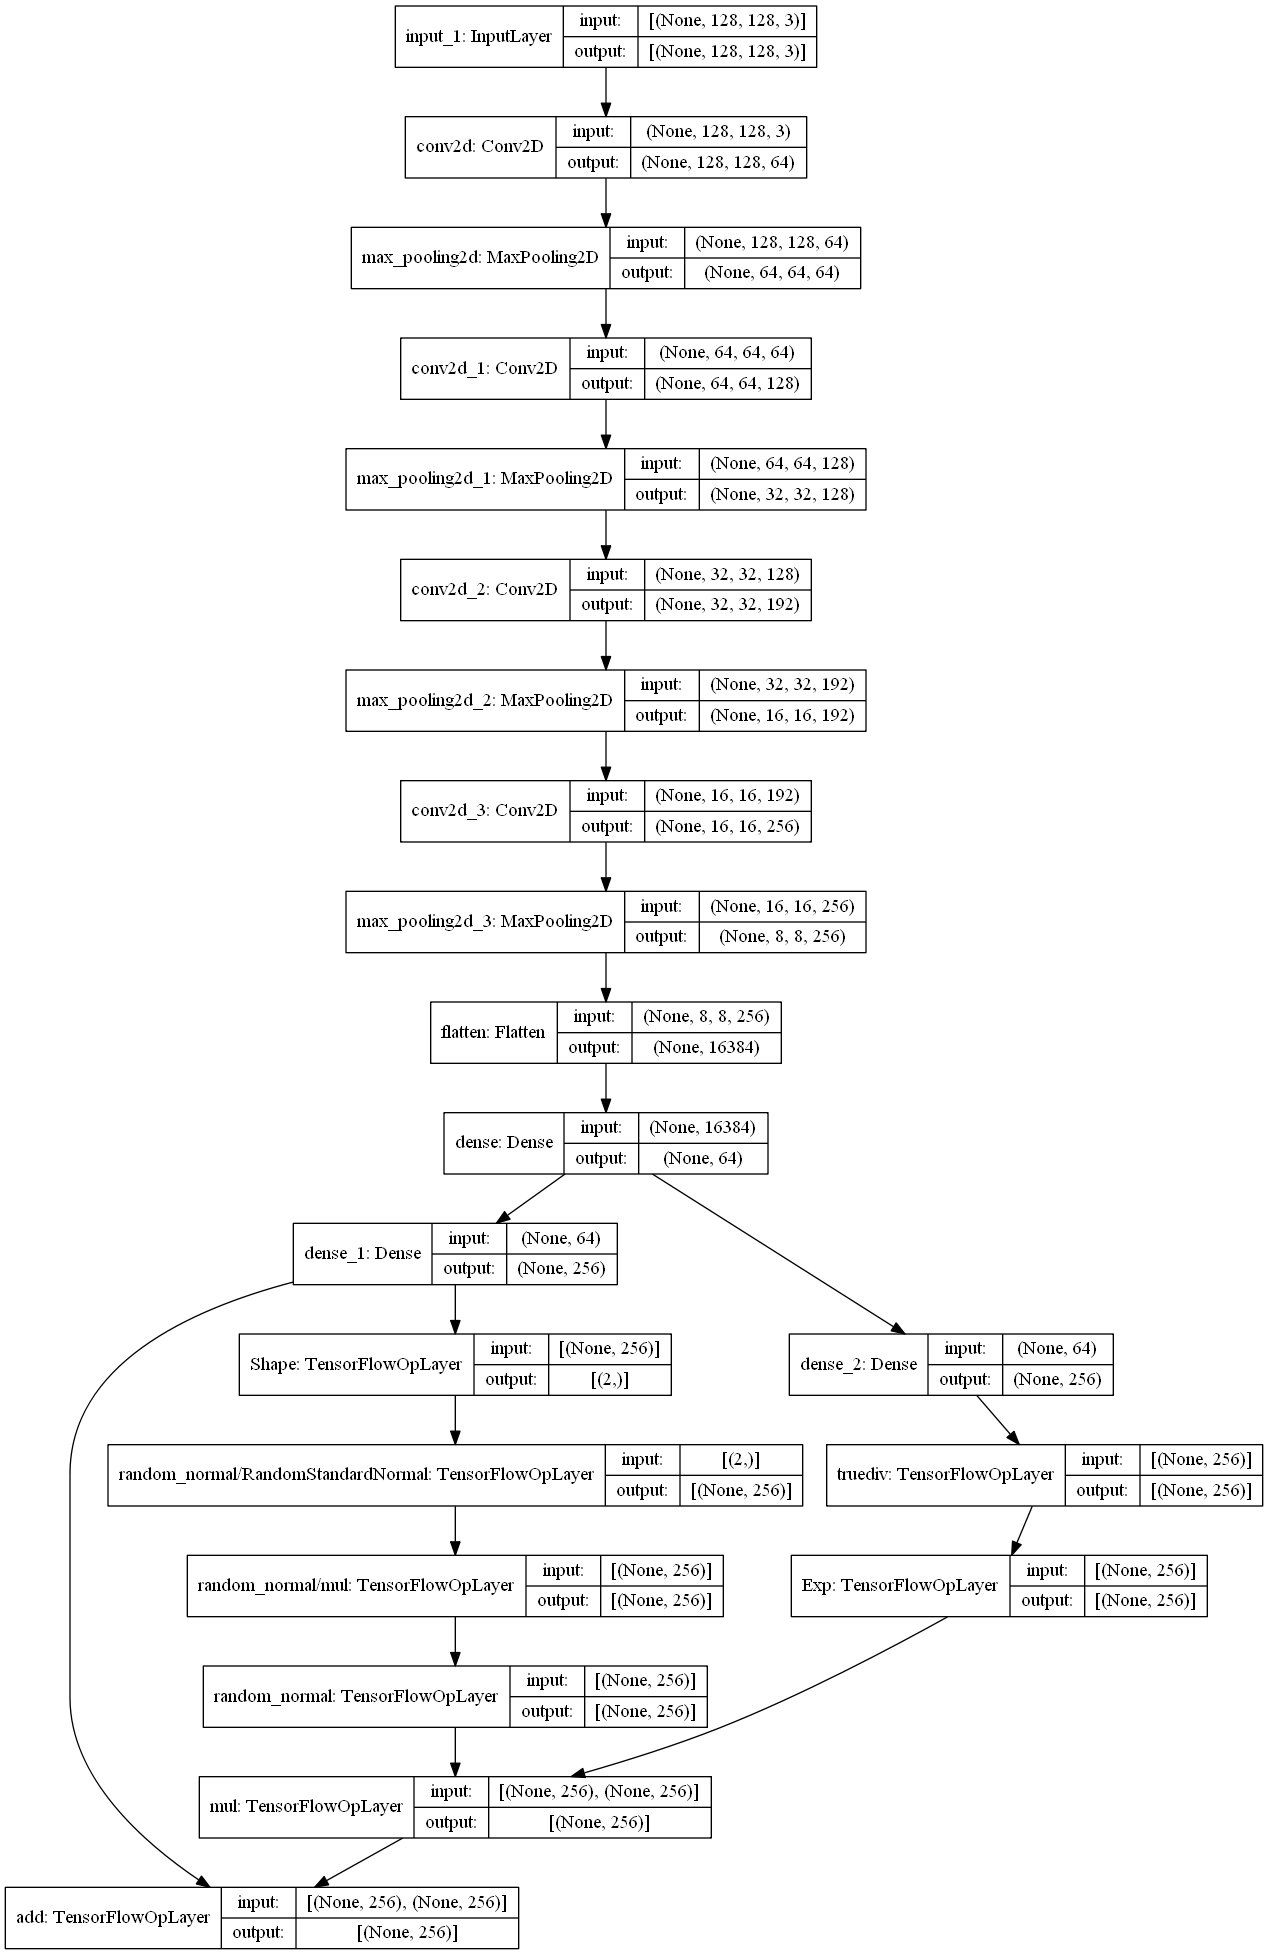 input_1: InputLayer
input: [(None, 128, 128, 3)]
output: [(None, 128, 128, 3)]
conv2d: Conv2D
input: (None, 128, 128, 3)
output: (None, 128, 128, 64)
max_pooling2d: MaxPooling2D
input: (None, 128, 128, 64)
output: (None, 64, 64, 64)
conv2d_1: Conv2D
input: (None, 64, 64, 64)
output: (None, 64, 64, 128)
max_pooling2d_1: MaxPooling2D
input: (None, 64, 64, 128)
output: (None, 32, 32, 128)
conv2d_2: Conv2D
input: (None, 32, 32, 128)
output: (None, 32, 32, 192)
max_pooling2d_2: MaxPooling2D
input: (None, 32, 32, 192)
output: (None, 16, 16, 192)
conv2d_3: Conv2D
input: (None, 16, 16, 192)
output: (None, 16, 16, 256)
max_pooling2d_3: MaxPooling2D
input: (None, 16, 16, 256)
output: (None, 8, 8, 256)
flatten: Flatten
input: (None, 8, 8, 256)
output: (None, 16384)
dense: Dense
input: (None, 16384)
output: (None, 64)
dense_1: Dense
input: (None, 64)
output: (None, 256)
Shape: TensorFlowOpLayer
input: [(None, 256)]
output: [(2,)]
dense_2: Dense
input: (None, 64)
output: (None, 256)
random_normal/RandomStandardNormal: TensorFlowOpLayer
input: [(2,)]
output: [(None, 256)]
truediv: TensorFlowOpLayer
input: [(None, 256)]
output: [(None, 256)]
random_normal/mul: TensorFlowOpLayer
input: [(None, 256)]
output: [(None, 256)]
Exp: TensorFlowOpLayer
input: [(None, 256)]
output: [(None, 256)]
random_normal: TensorFlowOpLayer
input: [(None, 256)]
output: [(None, 256)]
mul: TensorFlowOpLayer
input: [(None, 256), (None, 256)]
output: [(None, 256)]
add: TensorFlowOpLayer
input: [(None, 256), (None, 256)]
output: [(None, 256)]